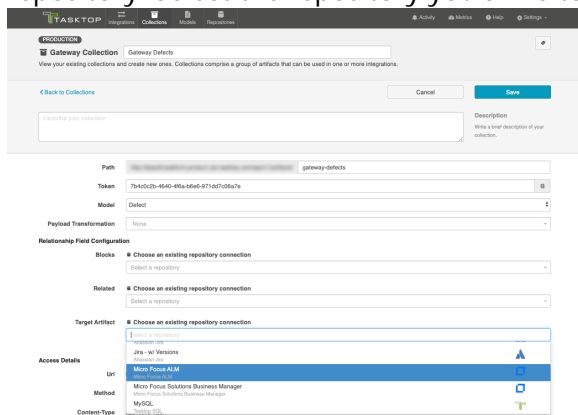 TASKTOP
Integrations Collections Models Repositories
Activity Metrics Help Settings
PRODUCTION
Gateway Collection Gateway Defects
View your existing collections and create new ones. Collections comprise a group of artifacts that can be used in one or more integrations.
Back to Collections
Cancel
Save
Describe your collection
Description
Write a brief description of your
collection.
Path gateway-defects
Token 7b4c0c2b-4640-4f6a-b6e6-971dd7c06a7e
Model Defect
Payload Transformation None
Relationship Field Configuration
Blocks Choose an existing repository connection
Select a repository
Related Choose an existing repository connection
Select a repository
Target Artifact Choose an existing repository connection
Select a repository
Atlassian Jira
Jira - w/ Versions
Atlassian Jira
Access Details
Micro Focus ALM
Micro Focus ALM
Uri
Micro Focus Solutions Business Manager
Micro Focus Solutions Business Manager
Method
MySQL
Tasktop SQL
Content-Type